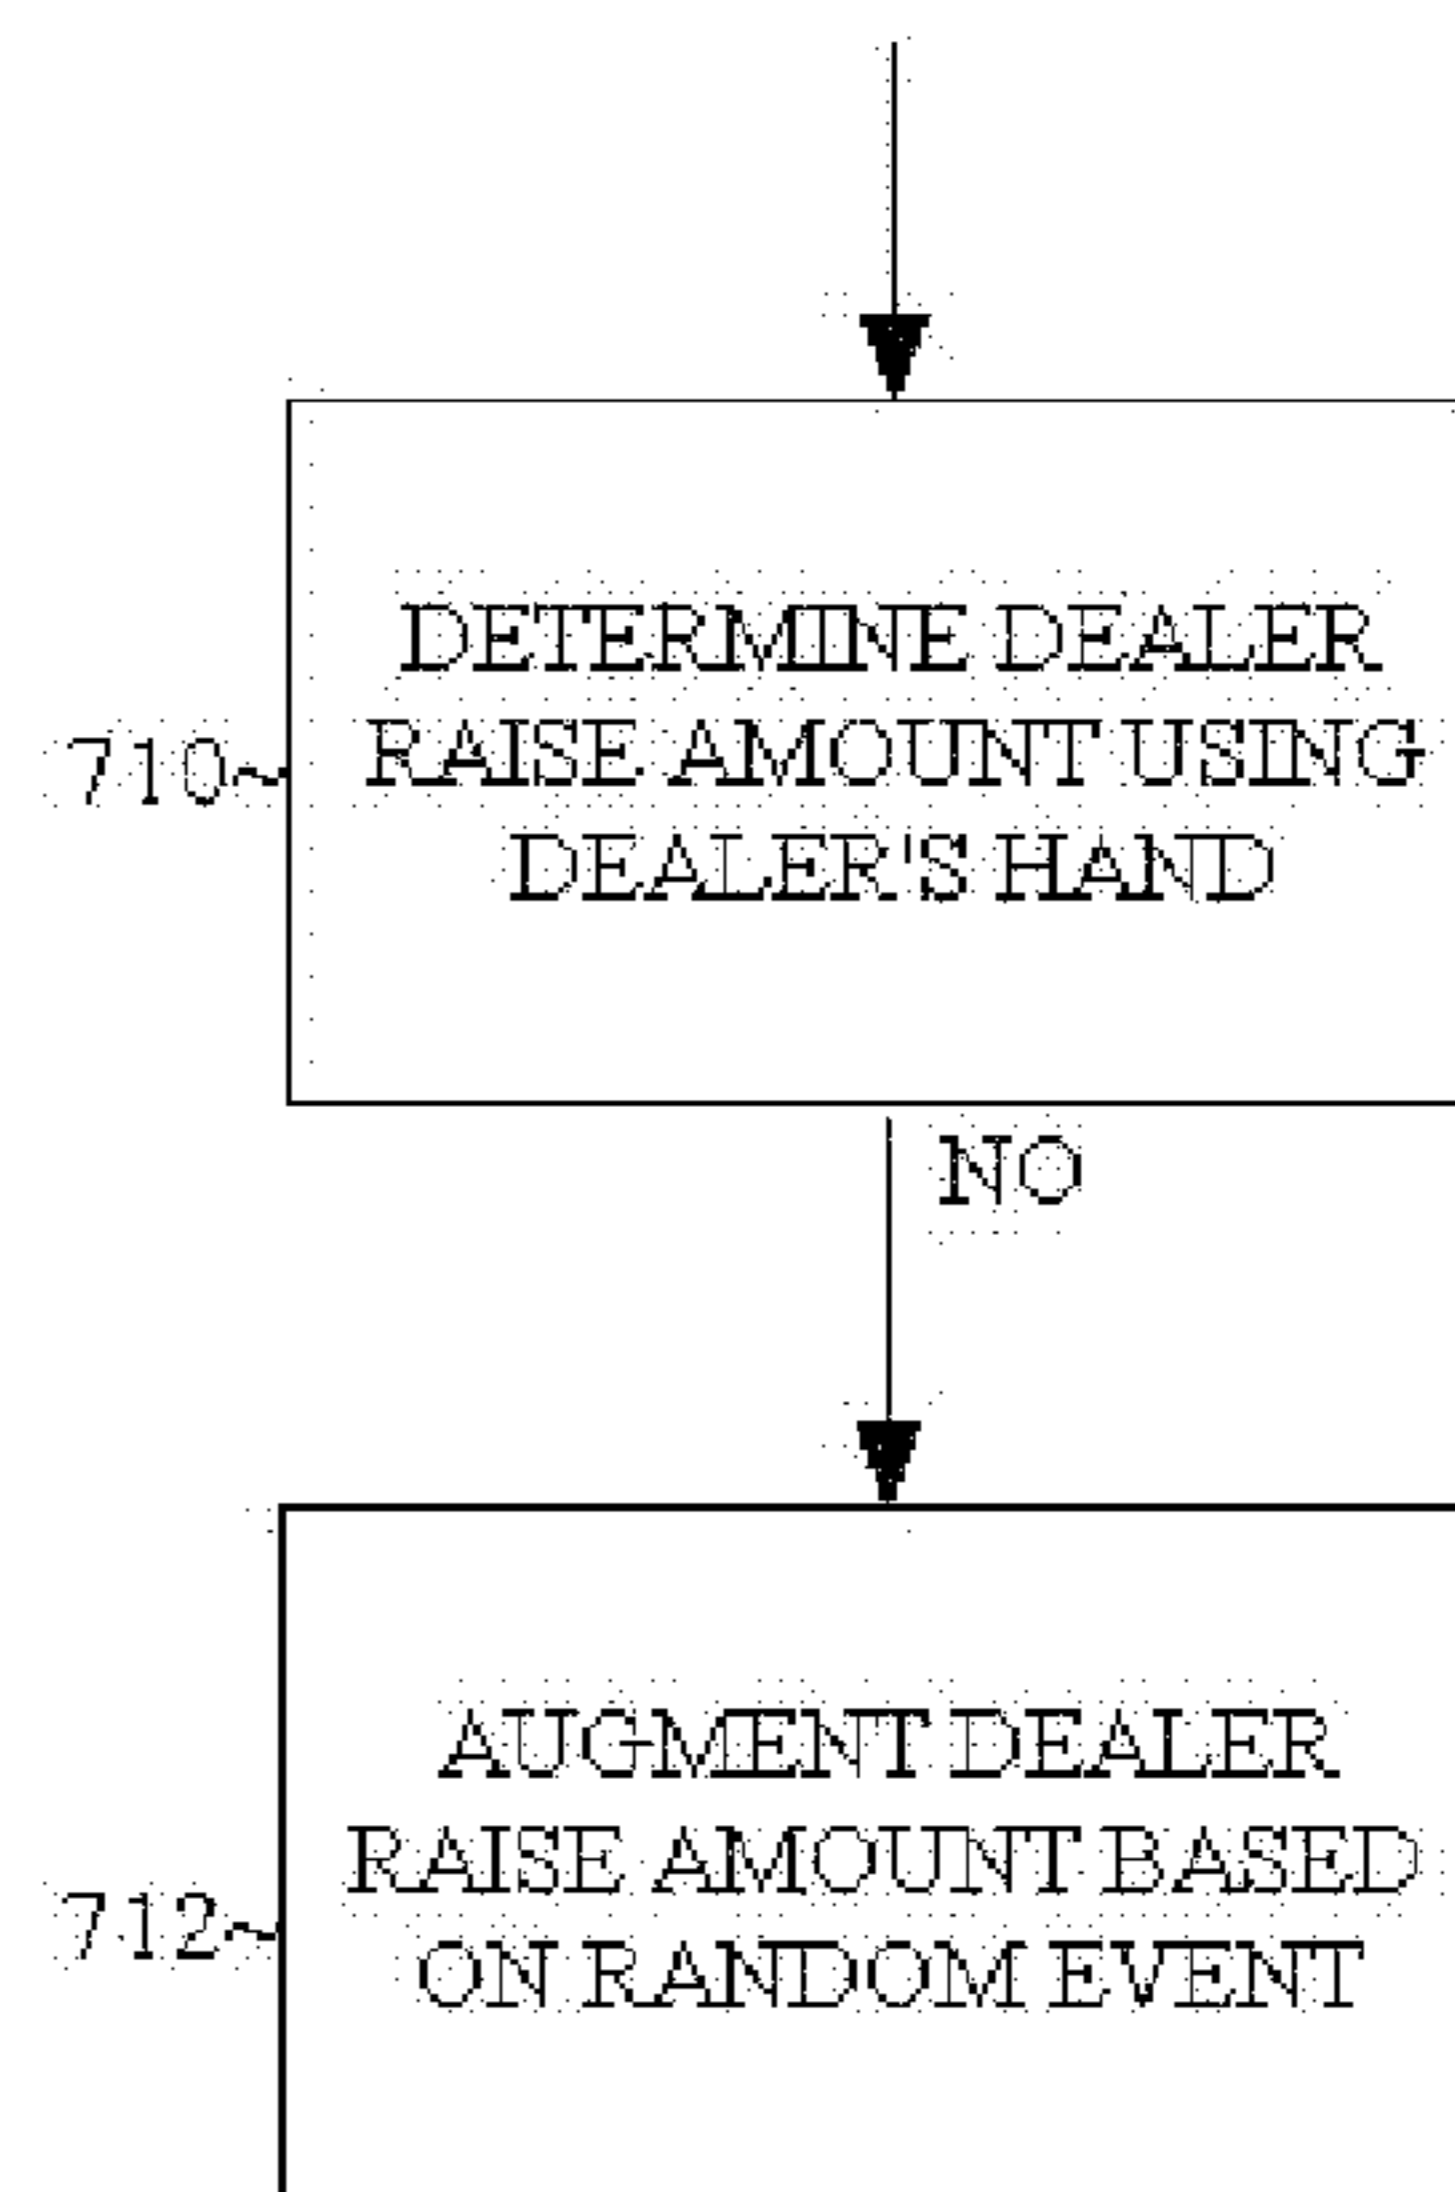 DETERMINE DEALER
RAISE AMOUNT USING
DEALER'S HAND
710~
NO
AUGMENT DEALER
RAISE AMOUNT BASED
ON RANDOM EVENT
712~